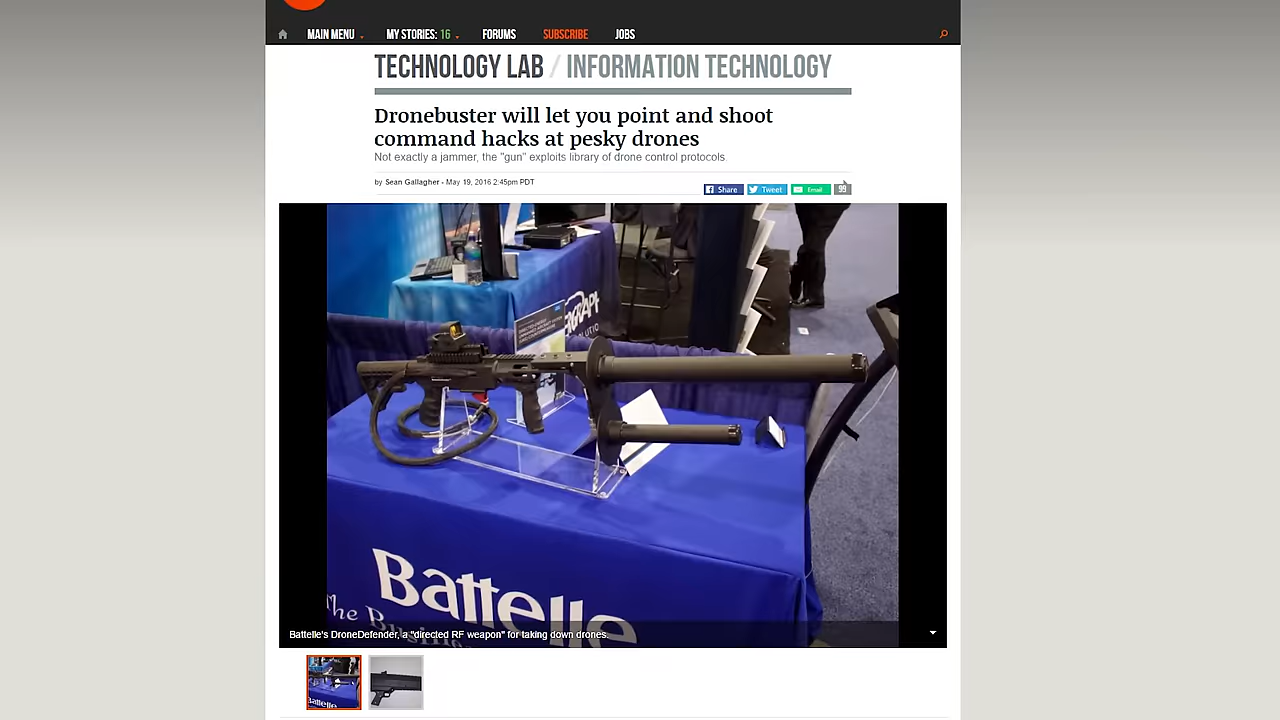 MAIN MENU
MY STORIES: 16
FORUMS
SUBSCRIBE
JOBS
TECHNOLOGY LAB / INFORMATION TECHNOLOGY
Dronebuster will let you point and shoot
command hacks at pesky drones
Not exactly a jammer, the "gun" exploits library of drone control protocols.
by Sean Gallagher - May 19, 2016 2:45pm PDT
Share
Tweet
Email
99
Battelle
The Business
Battelle's DroneDefender, a "directed RF weapon" for taking down drones.
Battelle